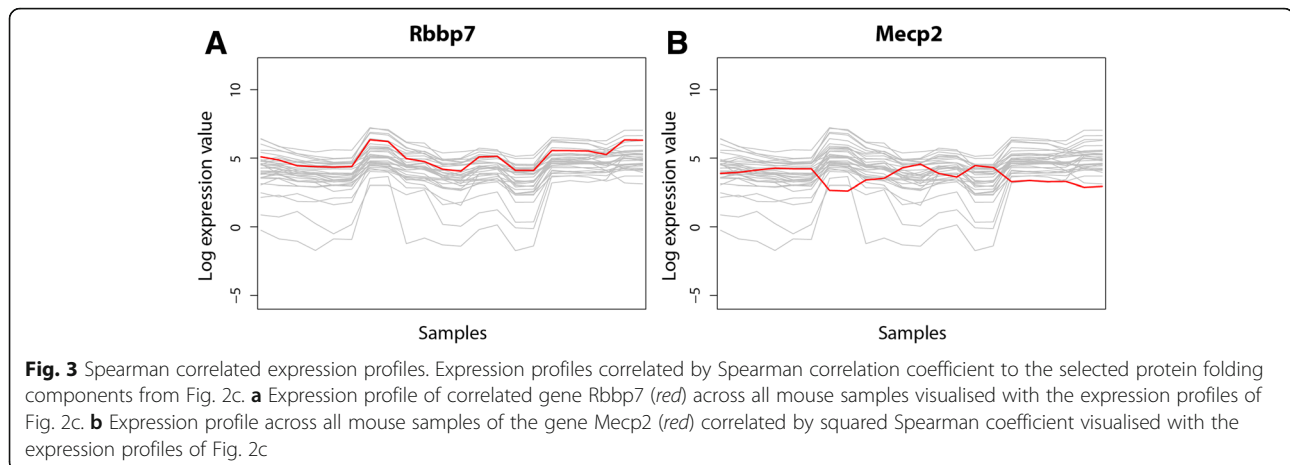 A Rbbp7
B Mecp2
Log expression value
10
5
0
−5
Samples
Log expression value
10
5
0
−5
Samples
Fig. 3 Spearman correlated expression profiles. Expression profiles correlated by Spearman correlation coefficient to the selected protein folding
components from Fig. 2c. a Expression profile of correlated gene Rbbp7 (red) across all mouse samples visualised with the expression profiles of
Fig. 2c. b Expression profile across all mouse samples of the gene Mecp2 (red) correlated by squared Spearman coefficient visualised with the
expression profiles of Fig. 2c